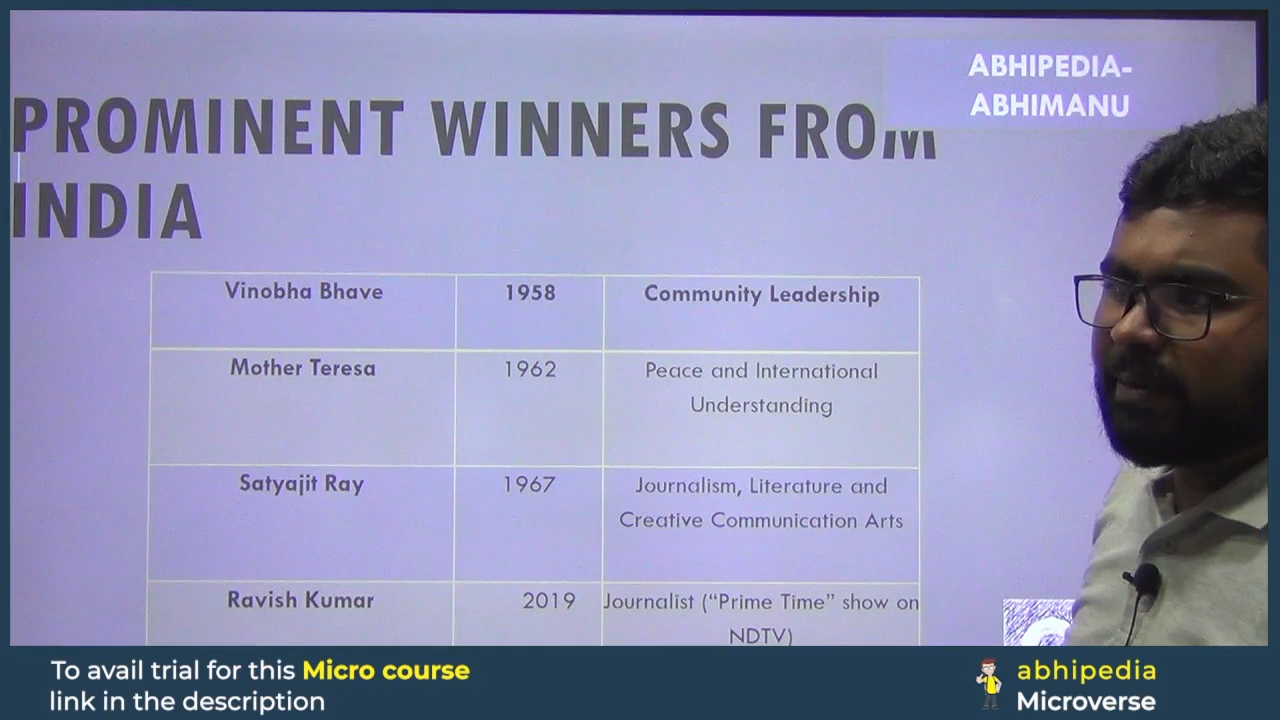 ABHIPEDIA-
ABHIMANU
PROMINENT WINNERS FROM
INDIA
Vinobha Bhave 1958 Community Leadership
Mother Teresa 1962 Peace and International
Understanding
Satyajit Ray 1967 Journalism, Literature and
Creative Communication Arts
Ravish Kumar 2019 Journalist (“Prime Time” show on
NDTV)
To avail trial for this Micro course
link in the description
abhipedia
Microverse